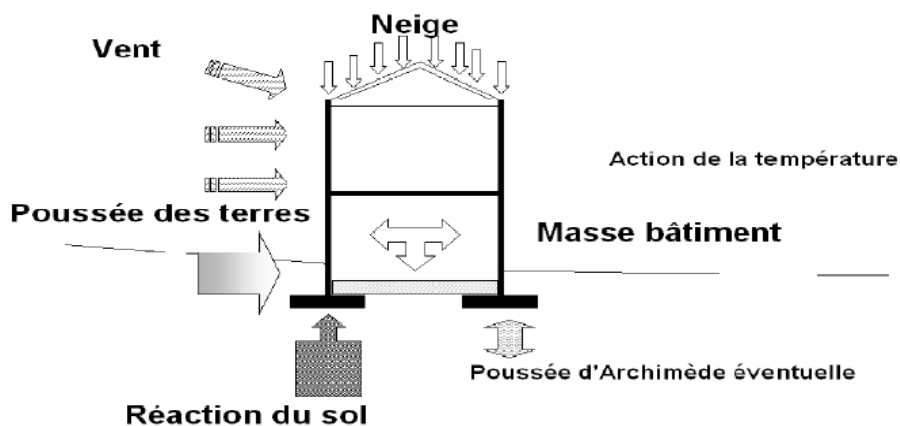 Neige
Vent
Action de la température
Poussée des terres
Masse bâtiment
Poussée d'Archimède éventuelle
Réaction du sol